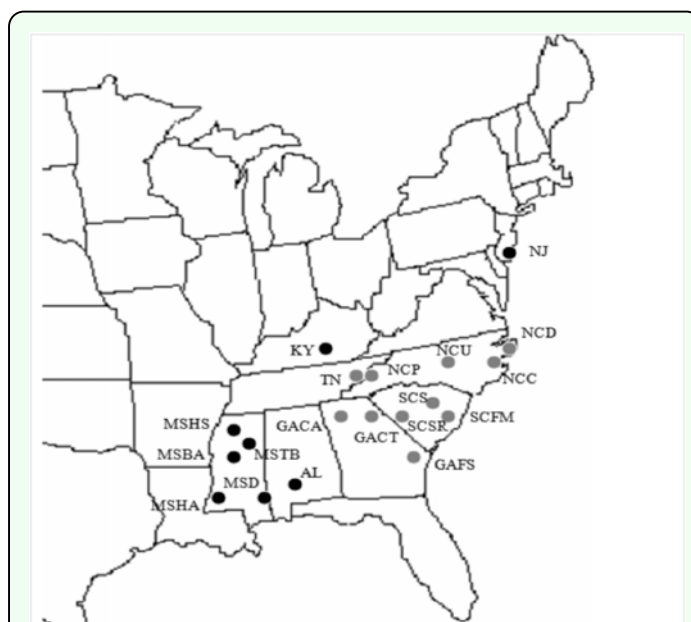 NJ
NCD
KY
NCU
TN
NCP
NCC
SCS
MSHS
GACA
SCSR
SCFM
GACT
MSBA
MSTB
GAFS
AL
MSD
MSHA